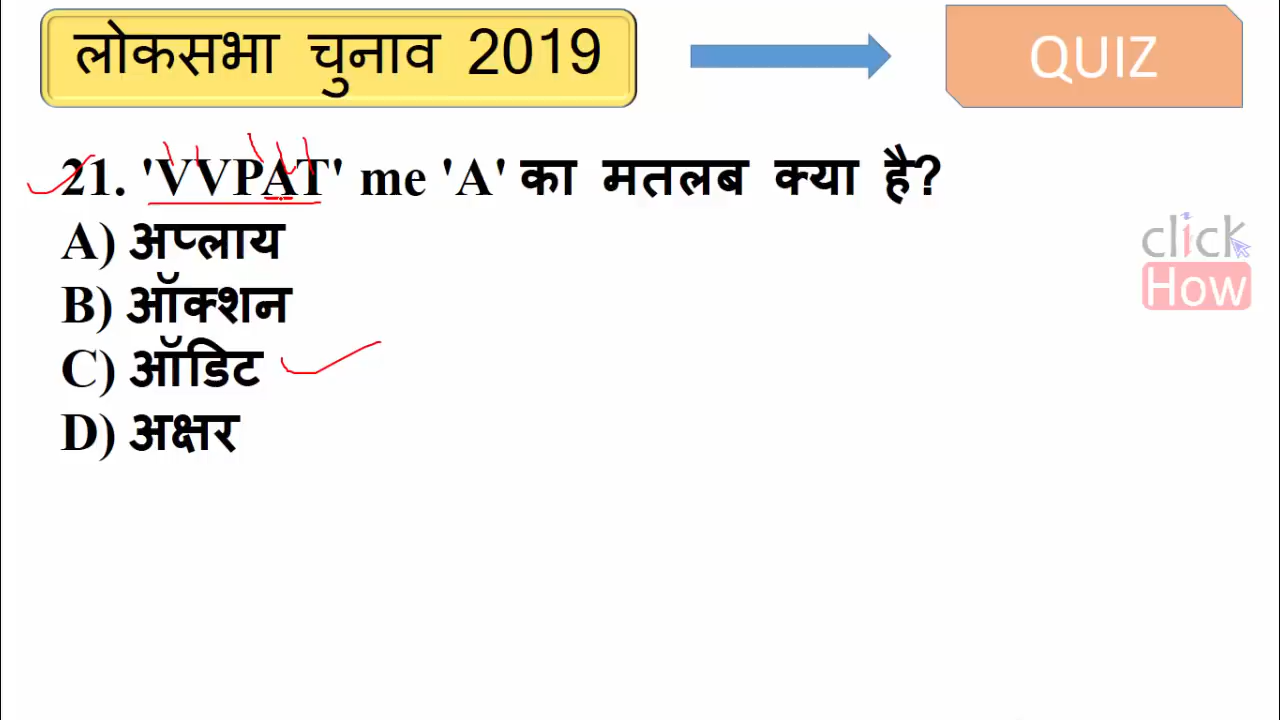 लोकसभा चुनाव 2019
QUIZ
21. 'VVPAT' me 'A' का मतलब क्या है?
A) अप्लाय
B) ऑक्शन
C) ऑडिट
D) अक्षर
click
How